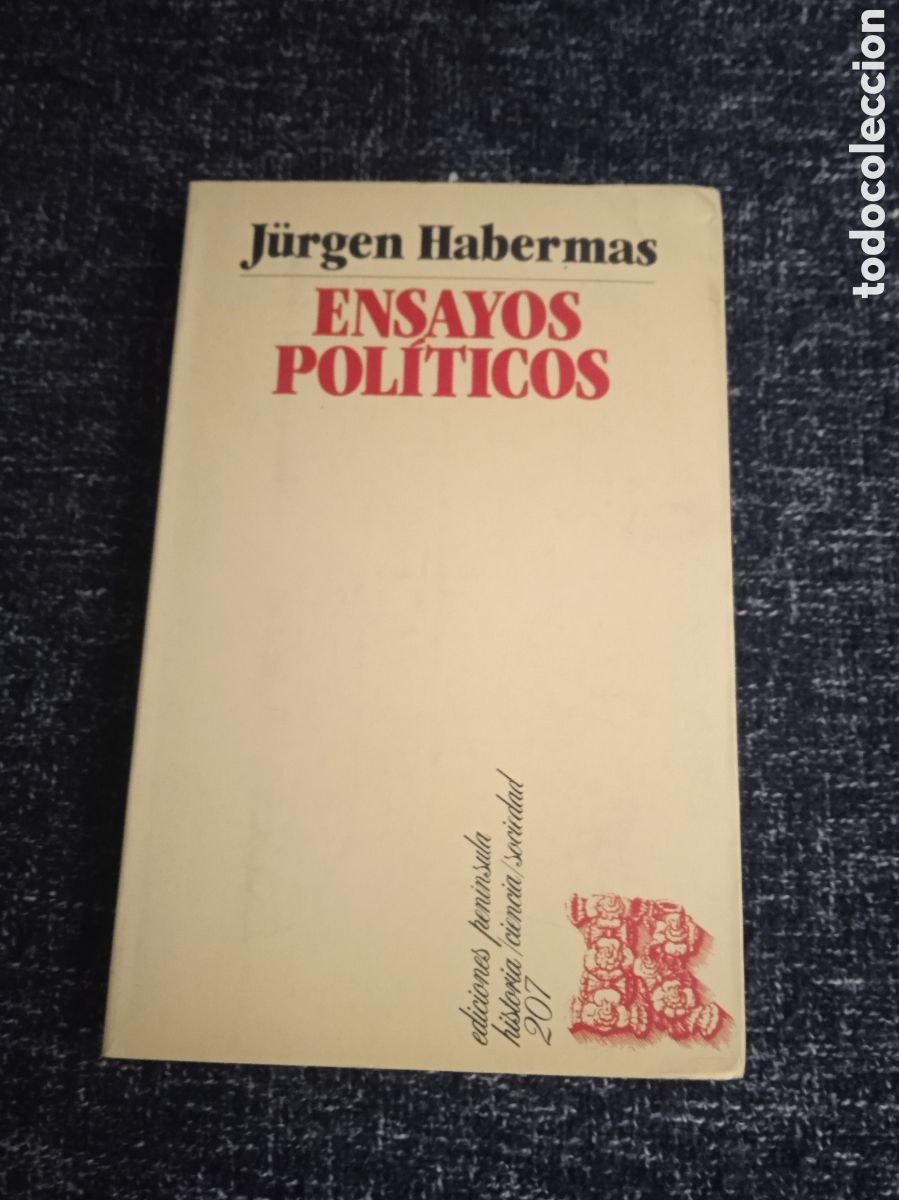 Jürgen Habermas
ENSAYOS
POLÍTICOS
ediciones península
historia/ciencia/sociedad
207
todocoleccion